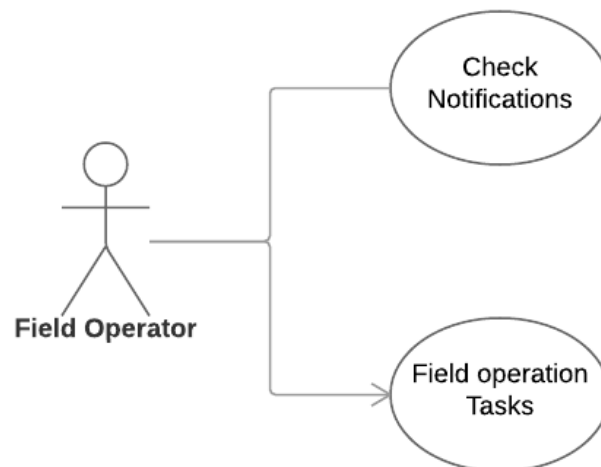 Check
Notifications
Field Operator
Field operation
Tasks